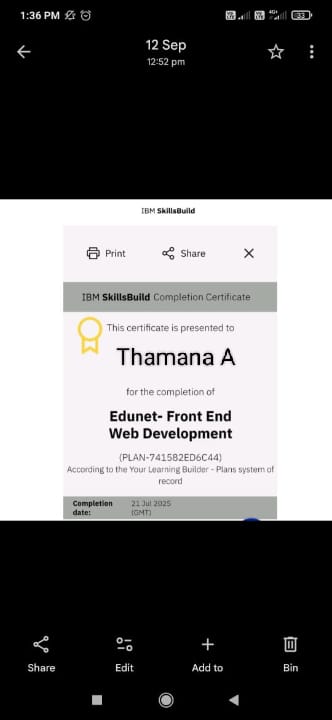 1:36 PM
33
12 Sep
12:52 pm
IBM SkillsBuild
Print Share
IBM SkillsBuild Completion Certificate
This certificate is presented to
Thamana A
for the completion of
Edunet- Front End
Web Development
(PLAN-741582ED6C44)
According to the Your Learning Builder - Plans system of
record
Completion 21 Jul 2025
date: (GMT)
Share Edit Add to Bin